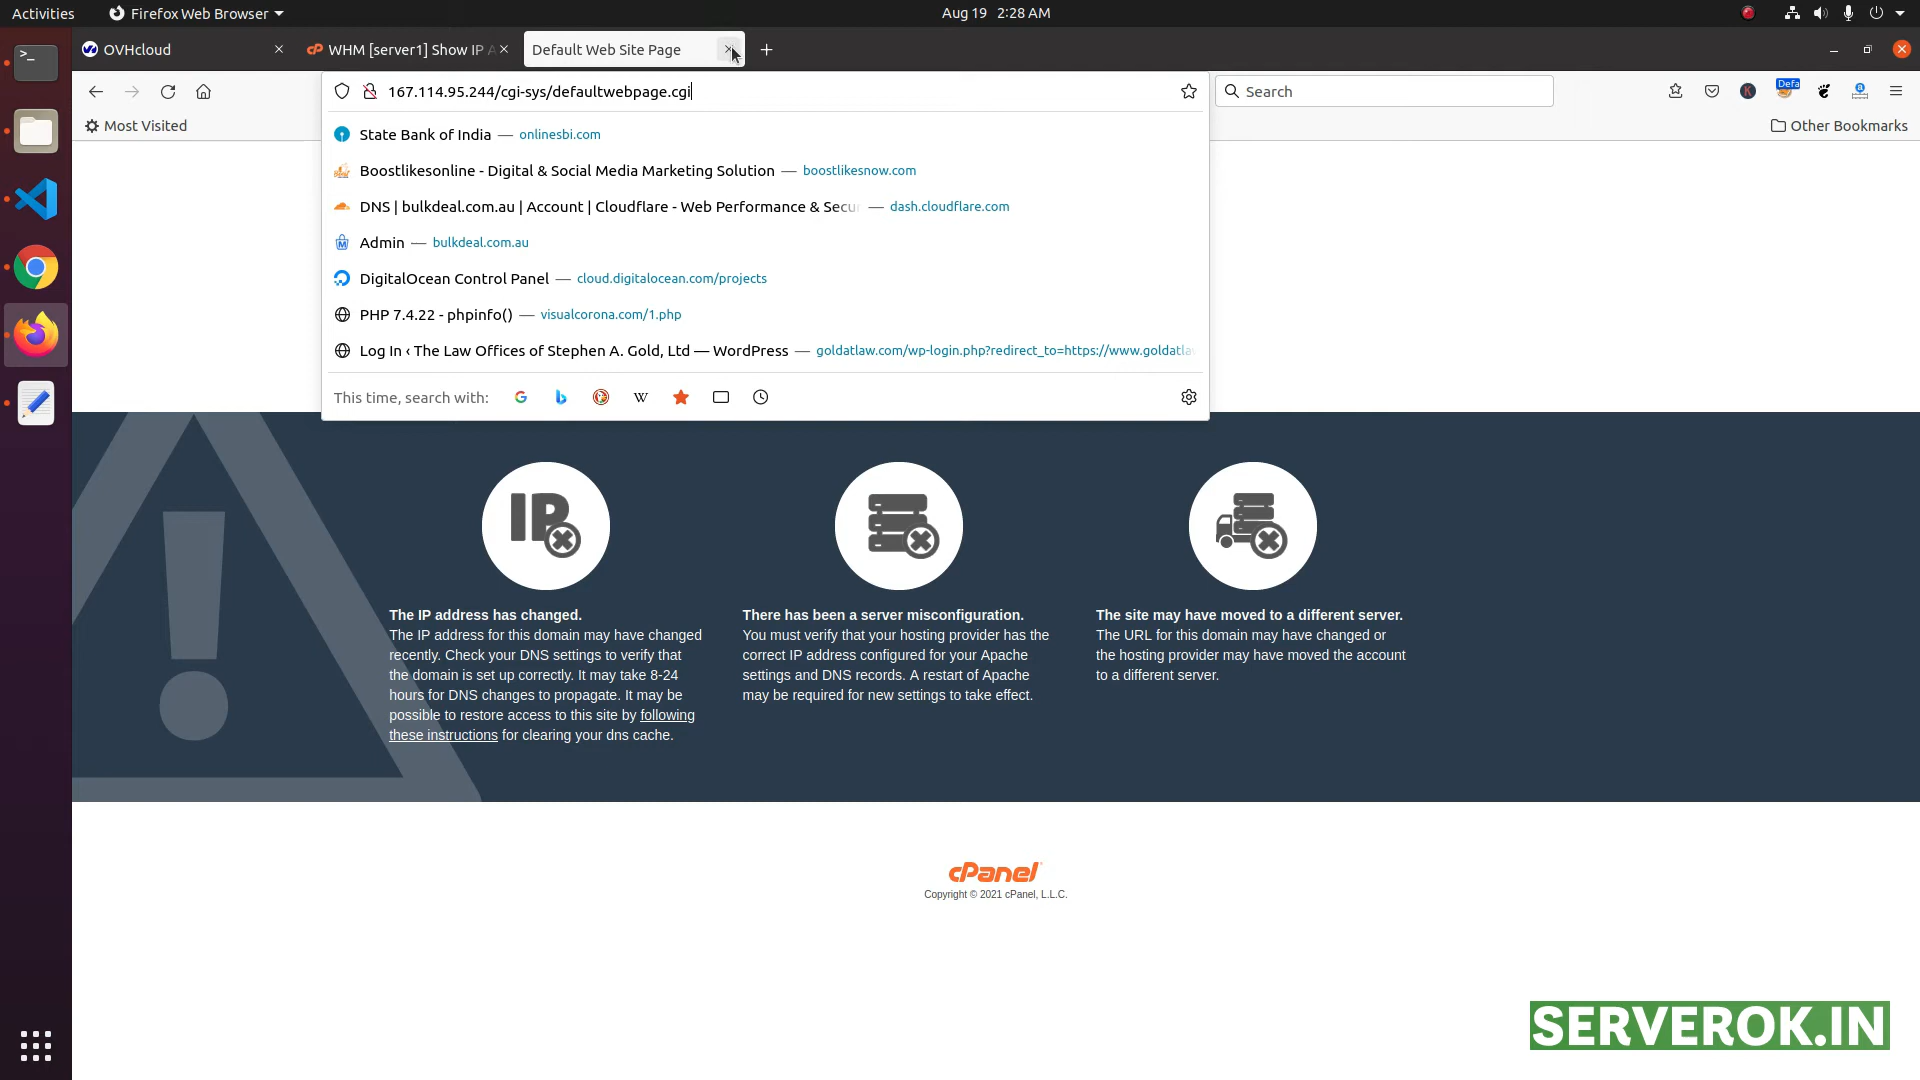 Activities
Firefox Web Browser
Aug 19 2:28 AM
OVHcloud
WHM [server1] Show IP A
Default Web Site Page
167.114.95.244/cgi-sys/defaultwebpage.cgi
Search
Defa
Most Visited
Other Bookmarks
State Bank of India — onlinesbi.com
Boostlikesonline - Digital & Social Media Marketing Solution — boostlikesnow.com
DNS | bulkdeal.com.au | Account | Cloudflare - Web Performance & Secu — dash.cloudflare.com
Admin — bulkdeal.com.au
DigitalOcean Control Panel — cloud.digitalocean.com/projects
PHP 7.4.22 - phpinfo() — visualcorona.com/1.php
Log In ‹ The Law Offices of Stephen A. Gold, Ltd — WordPress — goldatlaw.com/wp-login.php?redirect_to=https://www.goldatla
This time, search with:
IP
The IP address has changed.
The IP address for this domain may have changed
recently. Check your DNS settings to verify that
the domain is set up correctly. It may take 8-24
hours for DNS changes to propagate. It may be
possible to restore access to this site by following
these instructions for clearing your dns cache.
There has been a server misconfiguration.
You must verify that your hosting provider has the
correct IP address configured for your Apache
settings and DNS records. A restart of Apache
may be required for new settings to take effect.
The site may have moved to a different server.
The URL for this domain may have changed or
the hosting provider may have moved the account
to a different server.
cPanel
Copyright © 2021 cPanel, L.L.C.
SERVEROK.IN